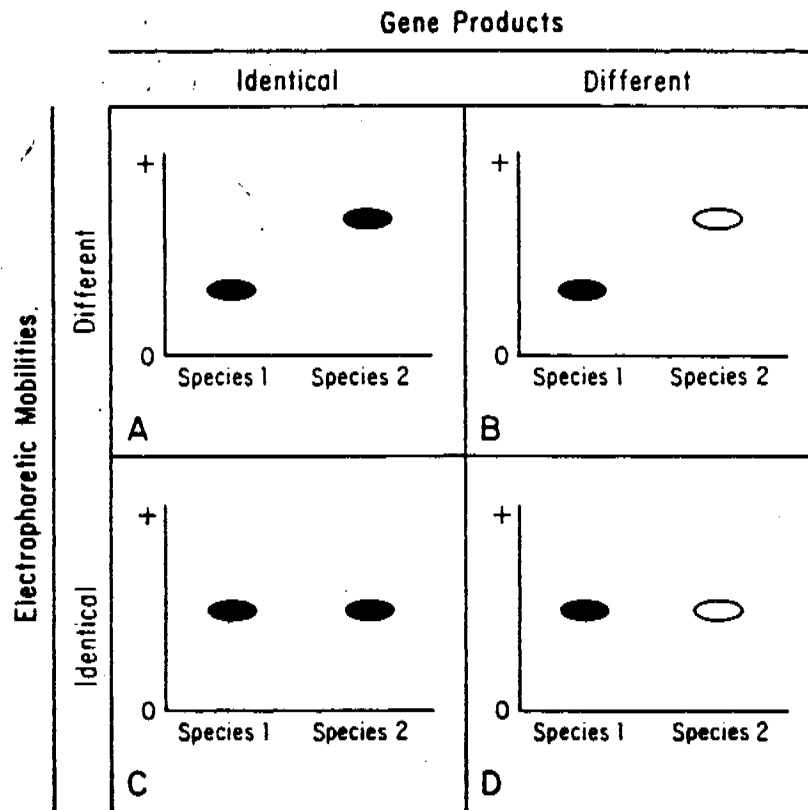 Gene Products
Identical Different
Electrophoretic Mobilities.
Different
+
0
Species 1 Species 2
A
+
0
Species 1 Species 2
B
Identical
+
0
Species 1 Species 2
C
+
0
Species 1 Species 2
D